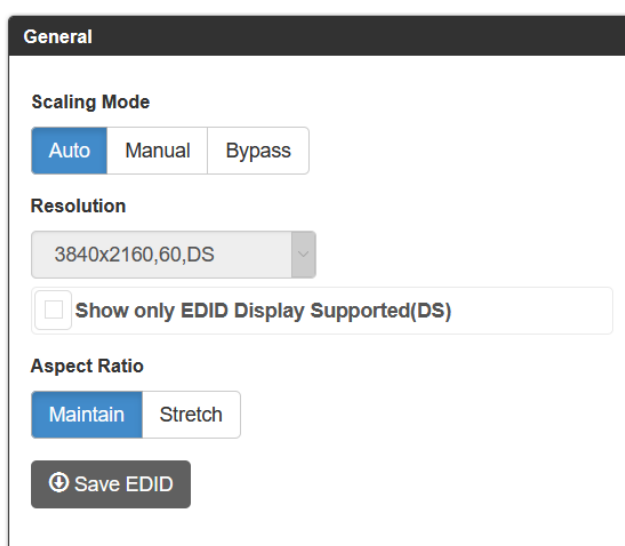 General
Scaling Mode
Auto Manual Bypass
Resolution
3840x2160,60,DS
Show only EDID Display Supported(DS)
Aspect Ratio
Maintain Stretch
Save EDID